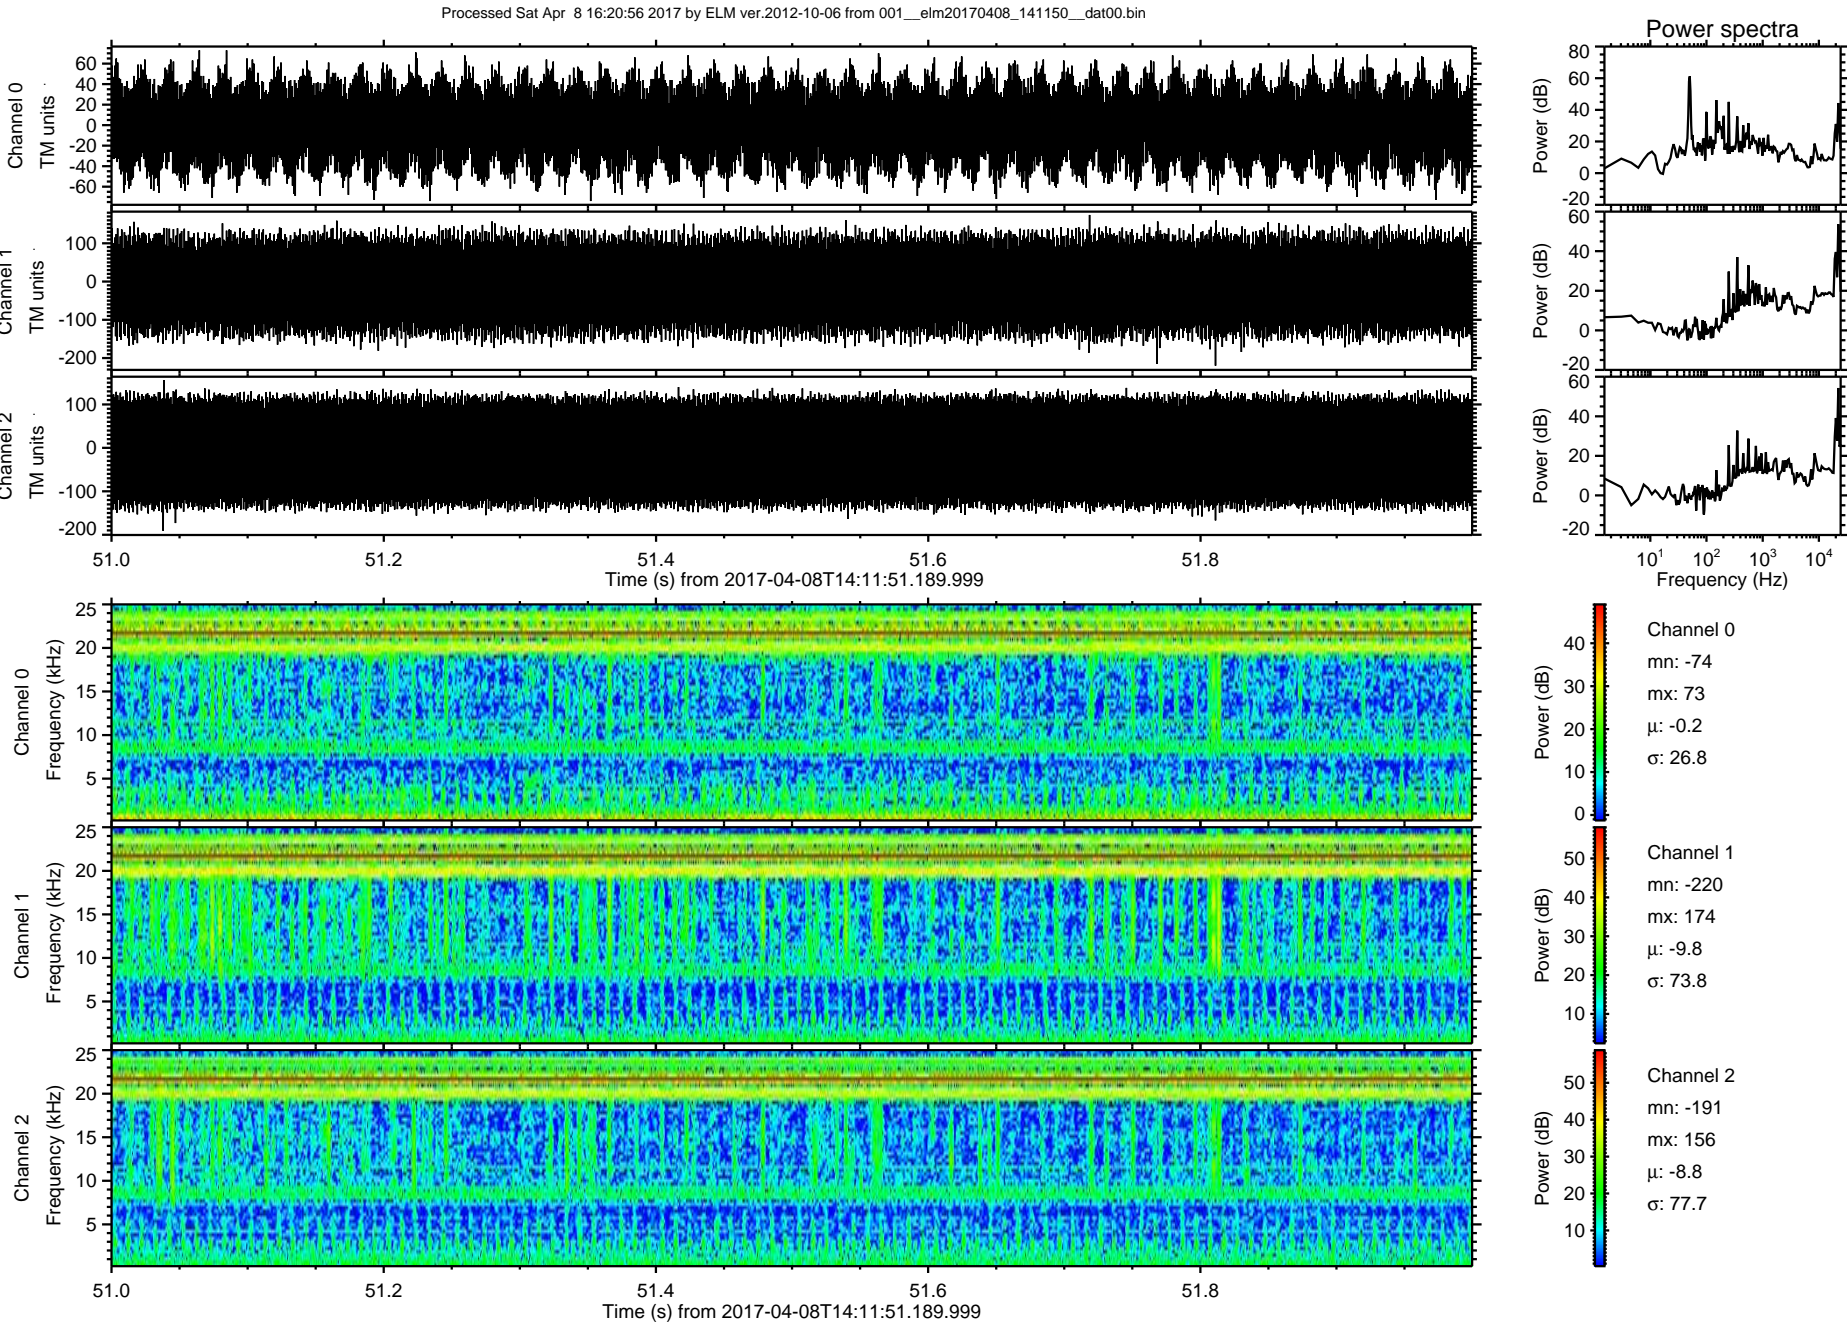 Processed Sat Apr 8 16:20:56 2017 by ELM ver.2012-10-06 from 001__elm20170408_141150__dat00.bin
Power spectra
Channel 0
TM units
60
40
20
0
-20
-40
-60
Power (dB)
80
60
40
20
0
-20
Channel 1
TM units
100
0
-100
-200
Power (dB)
60
40
20
0
-20
Channel 2
TM units
100
0
-100
-200
Power (dB)
60
40
20
0
-20
51.0 51.2 51.4 51.6 51.8
Time (s) from 2017-04-08T14:11:51.189.999
10^1 10^2 10^3 10^4
Frequency (Hz)
Channel 0
Frequency (kHz)
25
20
15
10
5
Power (dB)
40
30
20
10
0
Channel 0
mn: -74
mx: 73
μ: -0.2
σ: 26.8
Channel 1
Frequency (kHz)
25
20
15
10
5
Power (dB)
50
40
30
20
10
Channel 1
mn: -220
mx: 174
μ: -9.8
σ: 73.8
Channel 2
Frequency (kHz)
25
20
15
10
5
Power (dB)
50
40
30
20
10
Channel 2
mn: -191
mx: 156
μ: -8.8
σ: 77.7
51.0 51.2 51.4 51.6 51.8
Time (s) from 2017-04-08T14:11:51.189.999